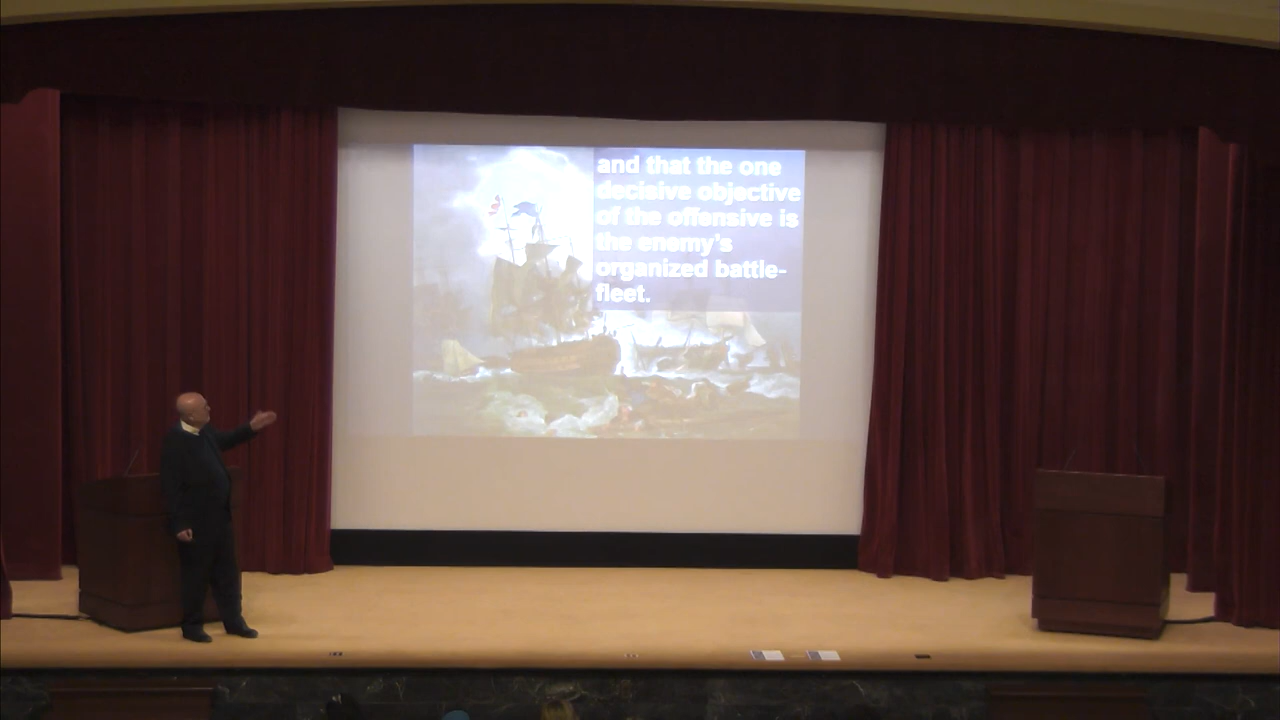 and that the one
decisive objective
of the offensive is
the enemy's
organized battle-
fleet.